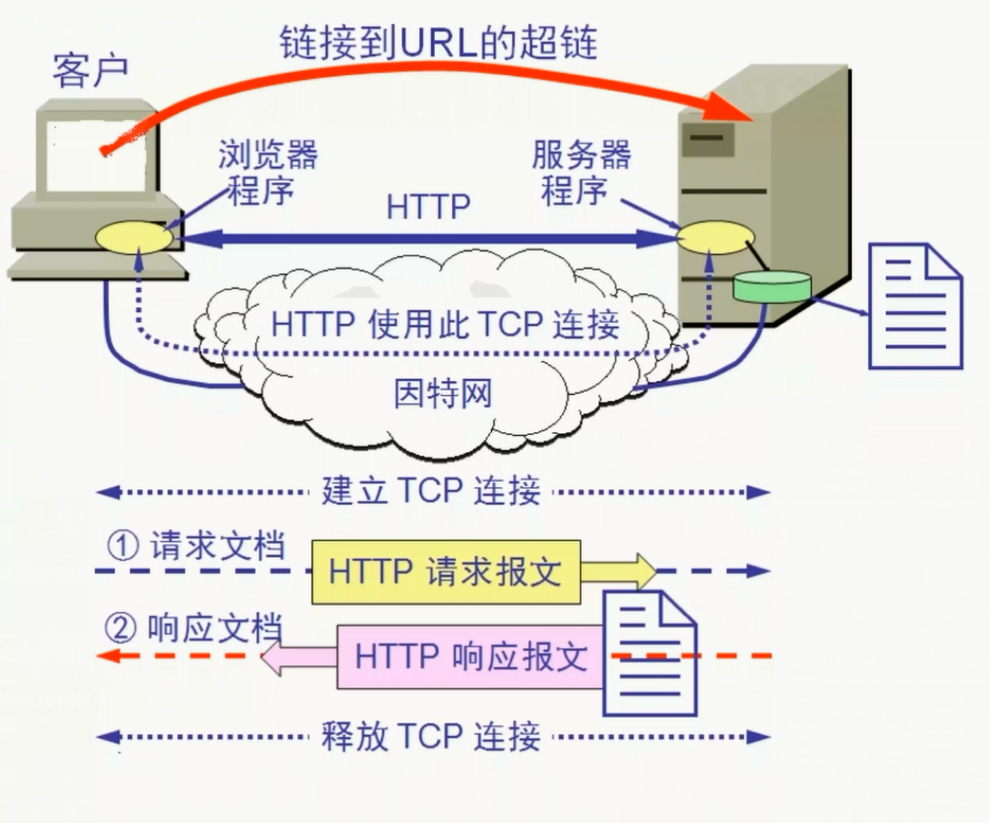 链接到URL的超链
客户
浏览器
程序
服务器
程序
HTTP
HTTP 使用此 TCP 连接
因特网
建立 TCP 连接
① 请求文档
HTTP 请求报文
② 响应文档
HTTP 响应报文
释放 TCP 连接